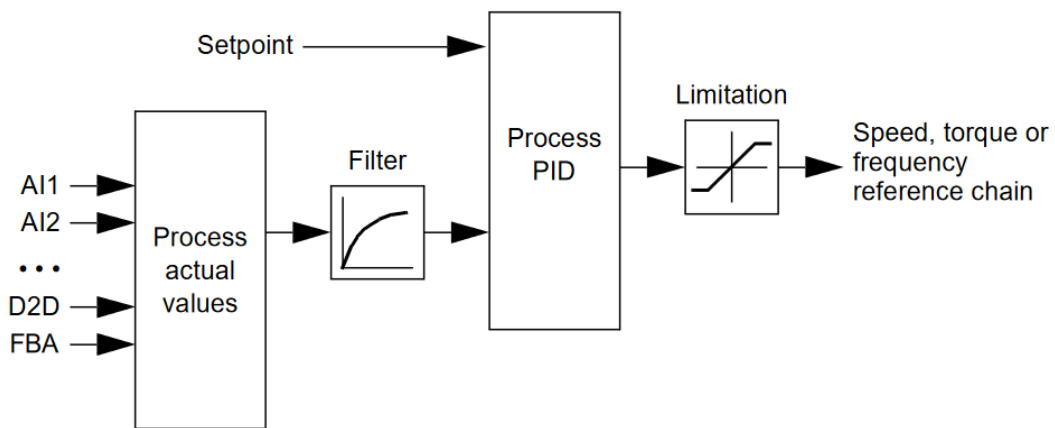 Setpoint
Limitation
Process
PID
Speed, torque or
frequency
reference chain
Filter
AI1
AI2
...
D2D
FBA
Process
actual
values